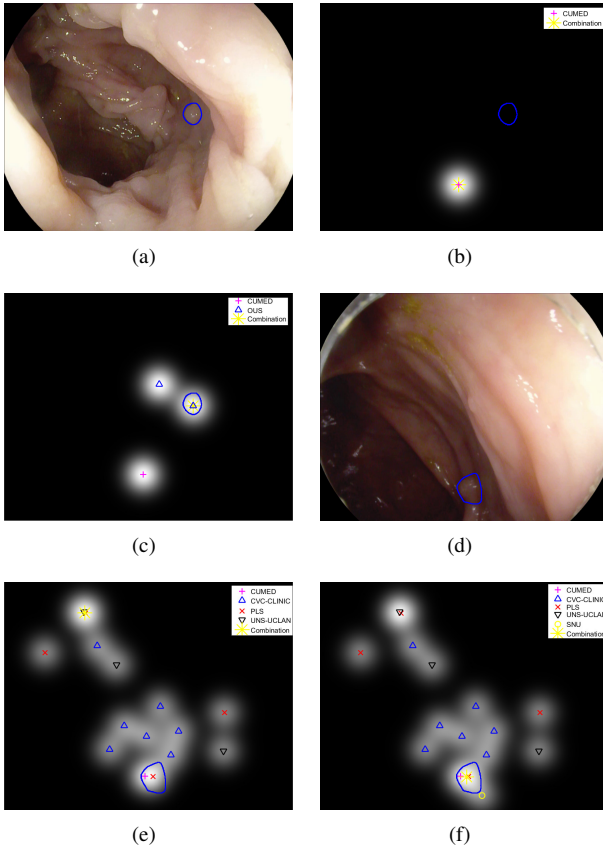 CUMED
Combination
(a)
(b)
CUMED
OUS
Combination
(c)
(d)
CUMED
CVC-CLINIC
PLS
UNS-UCLAN
Combination
CUMED
CVC-CLINIC
PLS
UNS-UCLAN
SNU
Combination
(e)
(f)